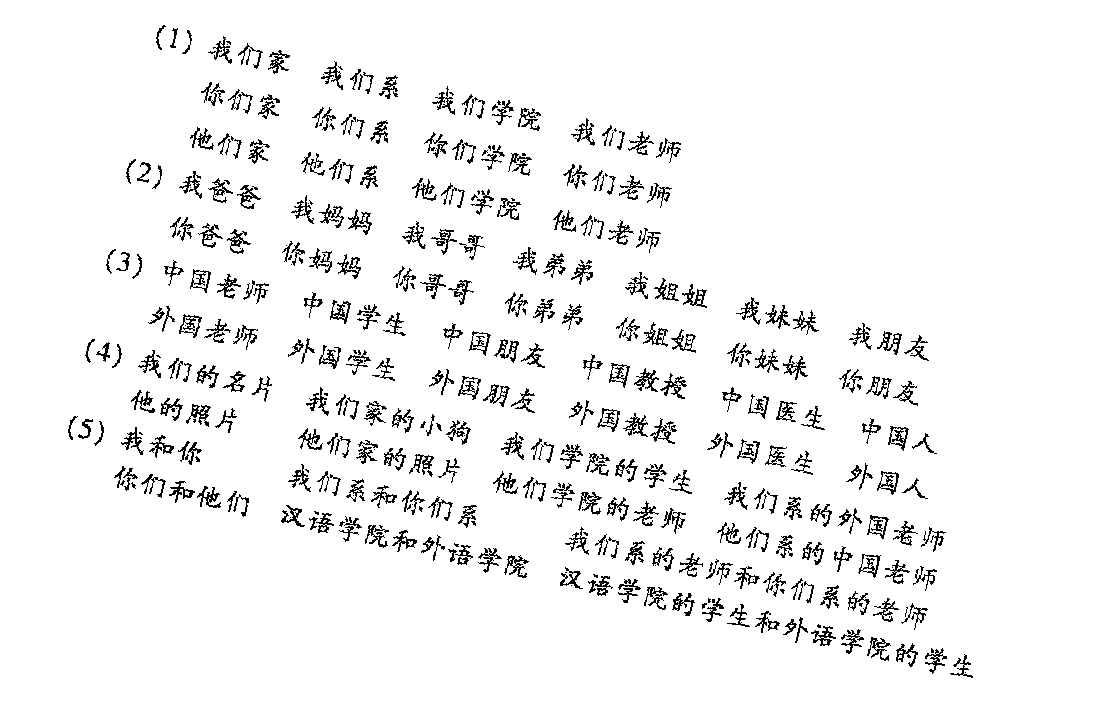 (1) 我们家 我们系 我们学院 我们老师
你们家 你们系 你们学院 你们老师
他们家 他们系 他们学院 他们老师
(2) 我爸爸 我妈妈 我哥哥 我弟弟 我姐姐 我妹妹 我朋友
你爸爸 你妈妈 你哥哥 你弟弟 你姐姐 你妹妹 你朋友
(3) 中国老师 中国学生 中国朋友 中国教授 中国医生 中国人
外国老师 外国学生 外国朋友 外国教授 外国医生 外国人
(4) 我们的名片 我们家的小狗 我们学院的学生 我们系的外国老师
他的照片 他们家的照片 他们学院的老师 他们系的中国老师
(5) 我和你 我们系和你们系 我们系的老师和你们系的老师
你们和他们 汉语学院和外语学院 汉语学院的学生和外语学院的学生